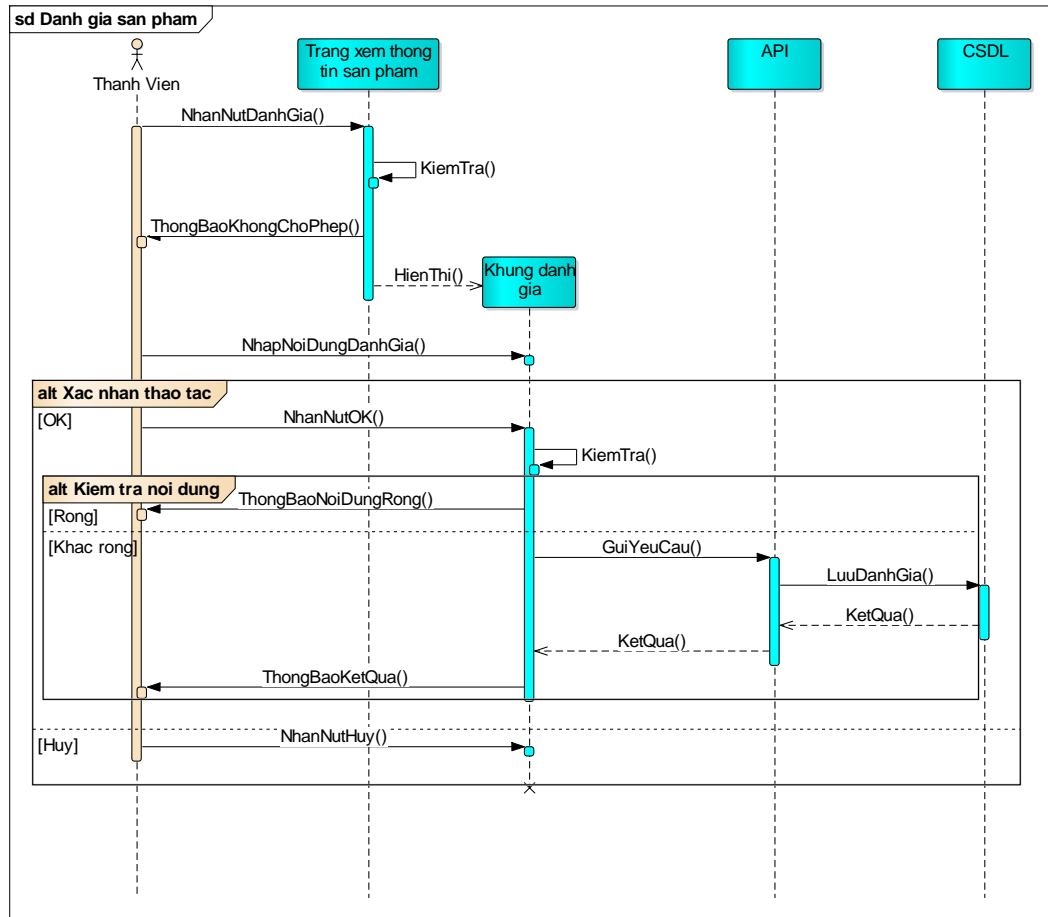 sd Danh gia san pham
Thanh Vien
Trang xem thong
tin san pham
API
CSDL
NhanNutDanhGia()
KiemTra()
ThongBaoKhongChoPhep()
HienThi()
Khung danh
gia
NhapNoiDungDanhGia()
alt Xac nhan thao tac
[OK]
NhanNutOK()
KiemTra()
alt Kiem tra noi dung
ThongBaoNoiDungRong()
[Rong]
[Khac rong]
GuiYeuCau()
LuuDanhGia()
KetQua()
KetQua()
ThongBaoKetQua()
[Huy]
NhanNutHuy()